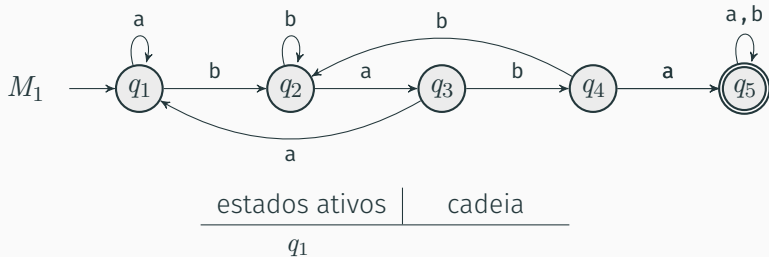 a b b a,b
M₁ q₁ b q₂ a q₃ b q₄ a q₅
a
estados ativos cadeia
q₁